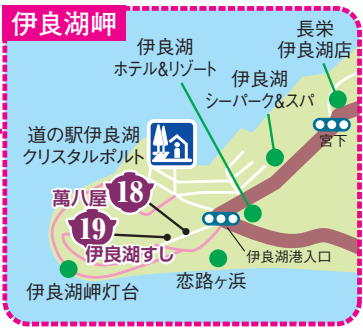 伊良湖岬
長栄
伊良湖店
伊良湖
ホテル&リゾート
伊良湖
シーパーク&スパ
宮下
道の駅伊良湖
クリスタルポルト
萬八屋 18
19
伊良湖すし
伊良湖港入口
恋路ヶ浜
伊良湖岬灯台